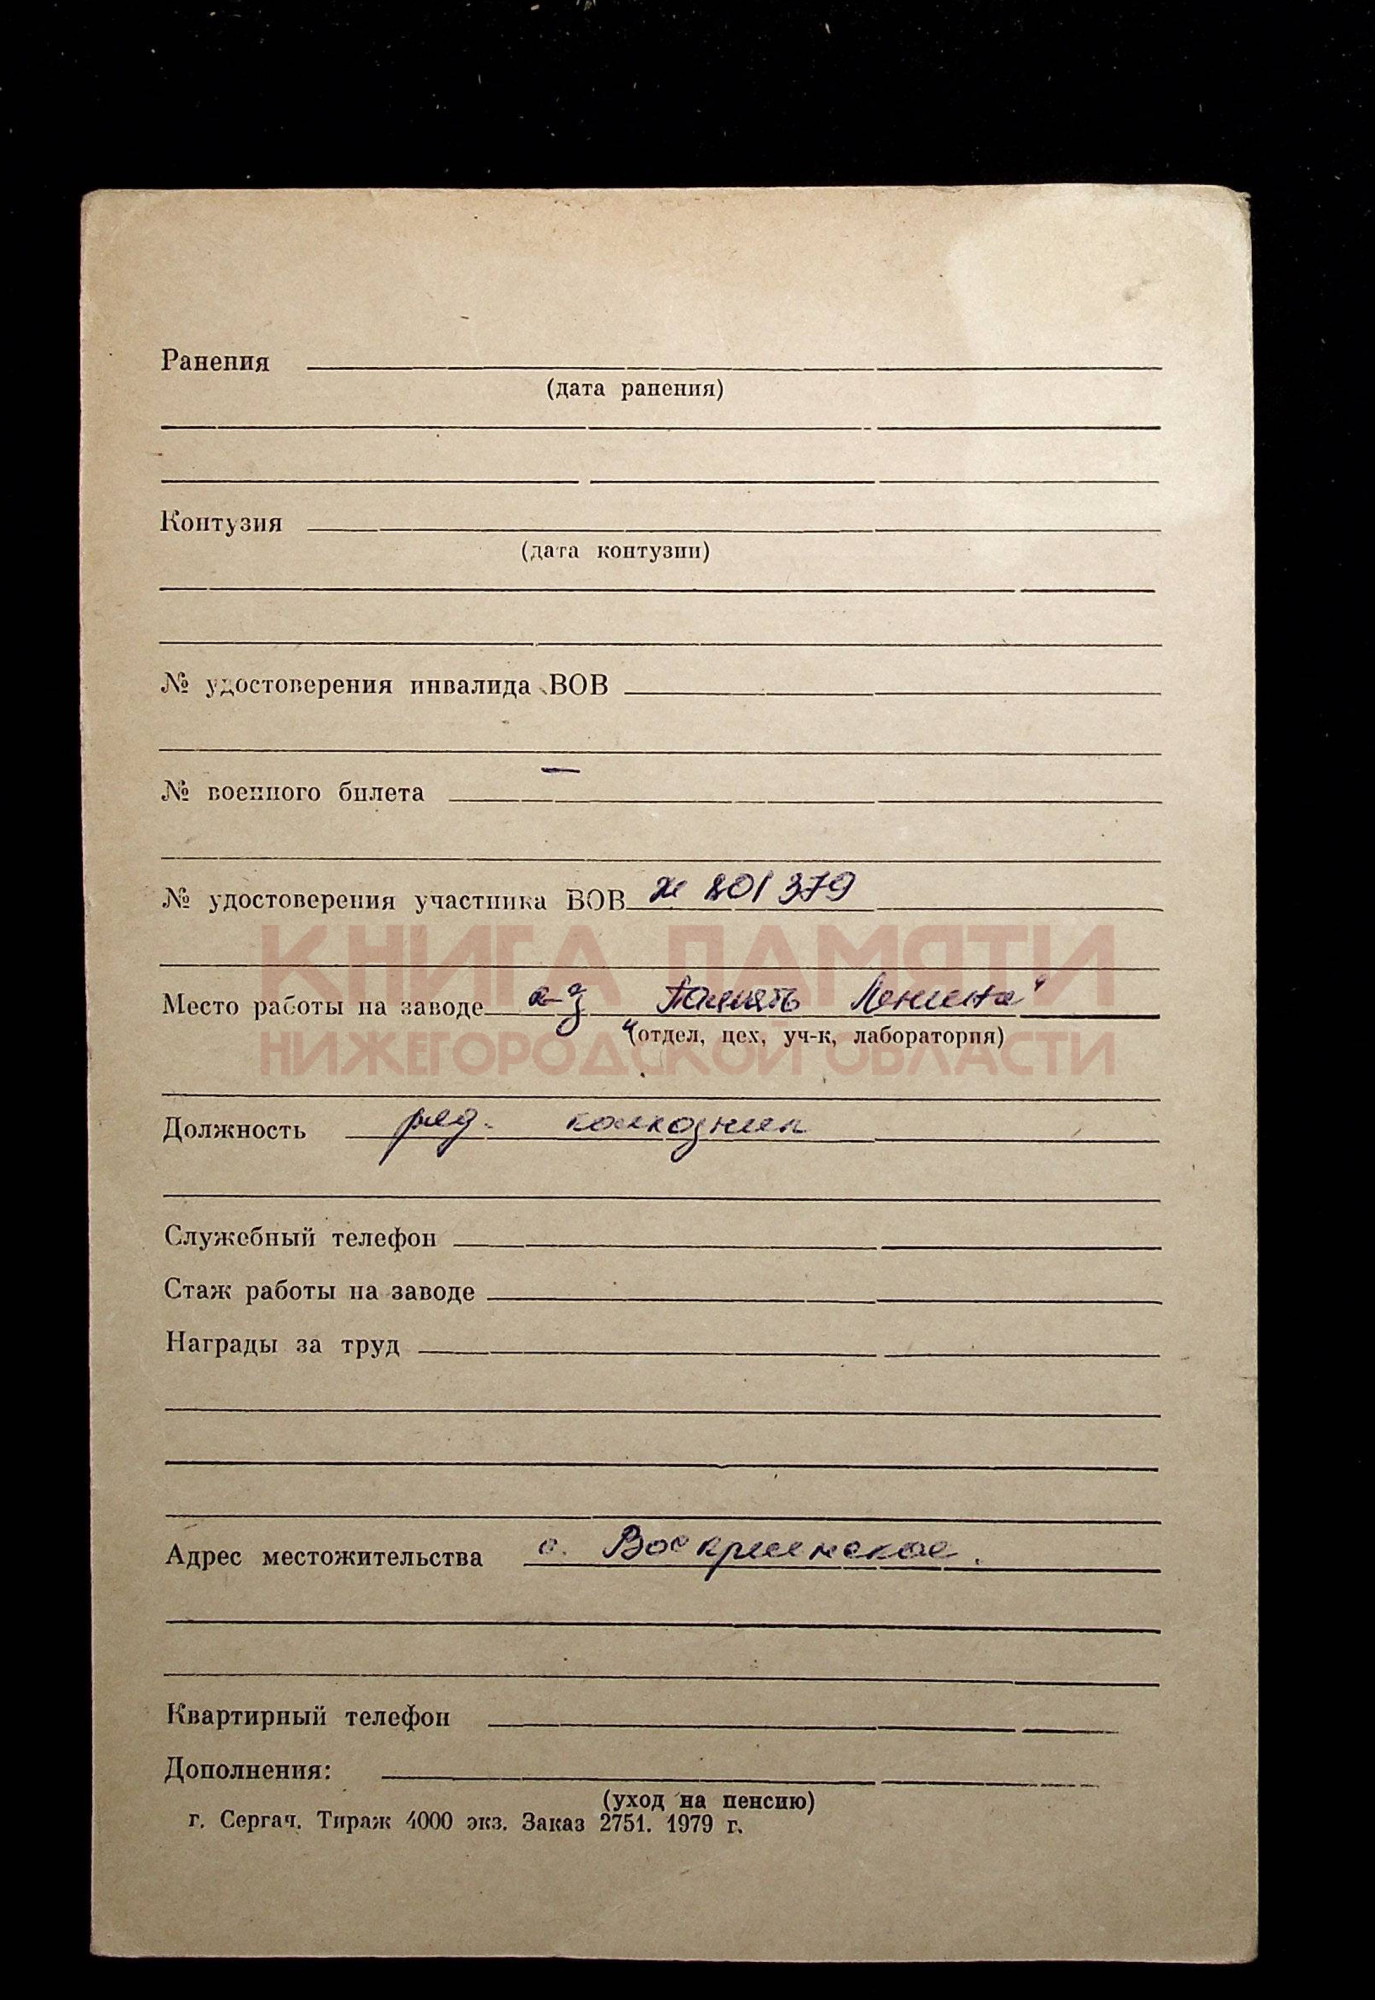 Ранения
(дата ранения)
Контузия
(дата контузии)
№ удостоверения инвалида ВОВ
№ военного билета —
№ удостоверения участника ВОВ Ж 801379
КНИГА ПАМЯТИ
Место работы на заводе к-з "Память Ленина"
(отдел, цех, уч-к, лаборатория)
НИЖЕГОРОДСКОЙ ОБЛАСТИ
Должность ряд. колхозник
Служебный телефон
Стаж работы на заводе
Награды за труд
Адрес местожительства с. Воскресенское.
Квартирный телефон
Дополнения:
(уход на пенсию)
г. Сергач. Тираж 4000 экз. Заказ 2751. 1979 г.